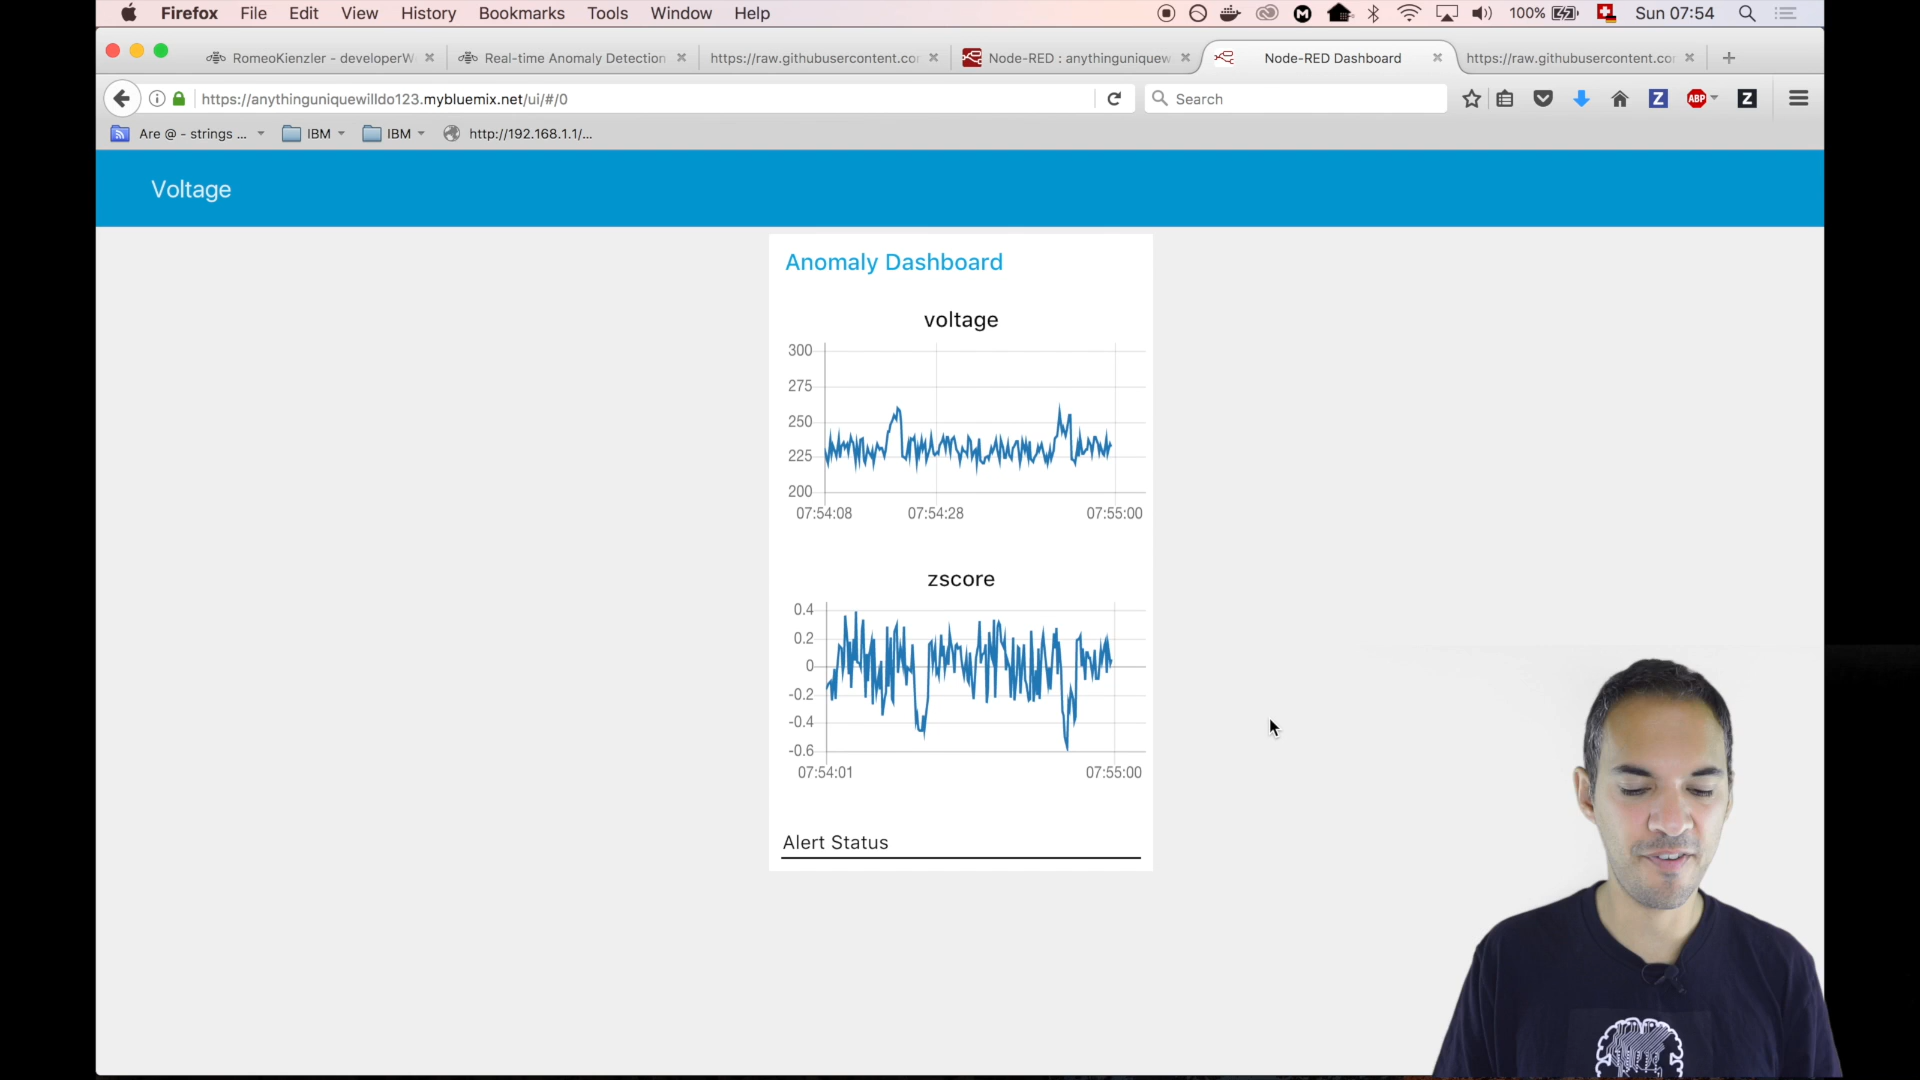 Firefox File Edit View History Bookmarks Tools Window Help 100% Sun 07:54
RomeoKienzler - developerW Real-time Anomaly Detection https://raw.githubusercontent.cor Node-RED : anythinguniquew Node-RED Dashboard https://raw.githubusercontent.cor
https://anythinguniquewilldo123.mybluemix.net/ui/#/0 Search Z ABP Z
Are @ - strings ... IBM IBM http://192.168.1.1/...
Voltage
Anomaly Dashboard
voltage
300
275
250
225
200
07:54:08 07:54:28 07:55:00
zscore
0.4
0.2
0
-0.2
-0.4
-0.6
07:54:01 07:55:00
Alert Status